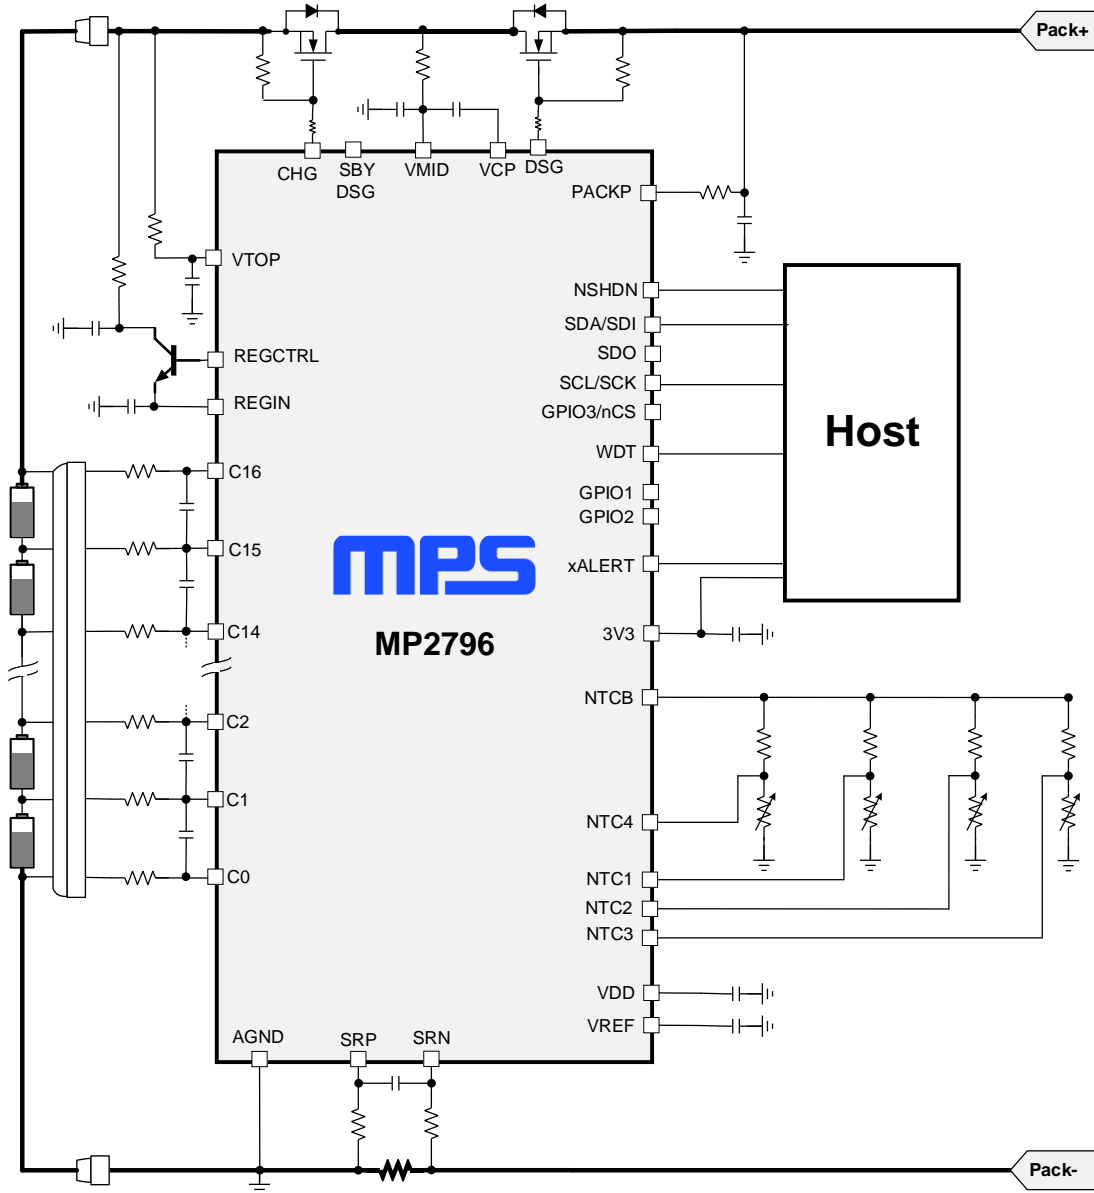 Pack+
CHG
SBY
DSG
VMID
VCP
DSG
PACKP
VTOP
NSHDN
SDA/SDI
SDO
SCL/SCK
GPIO3/nCS
WDT
GPIO1
GPIO2
xALERT
3V3
NTCB
NTC4
NTC1
NTC2
NTC3
VDD
VREF
REGCTRL
REGIN
C16
C15
C14
C2
C1
C0
mps
MP2796
Host
AGND
SRP
SRN
Pack-